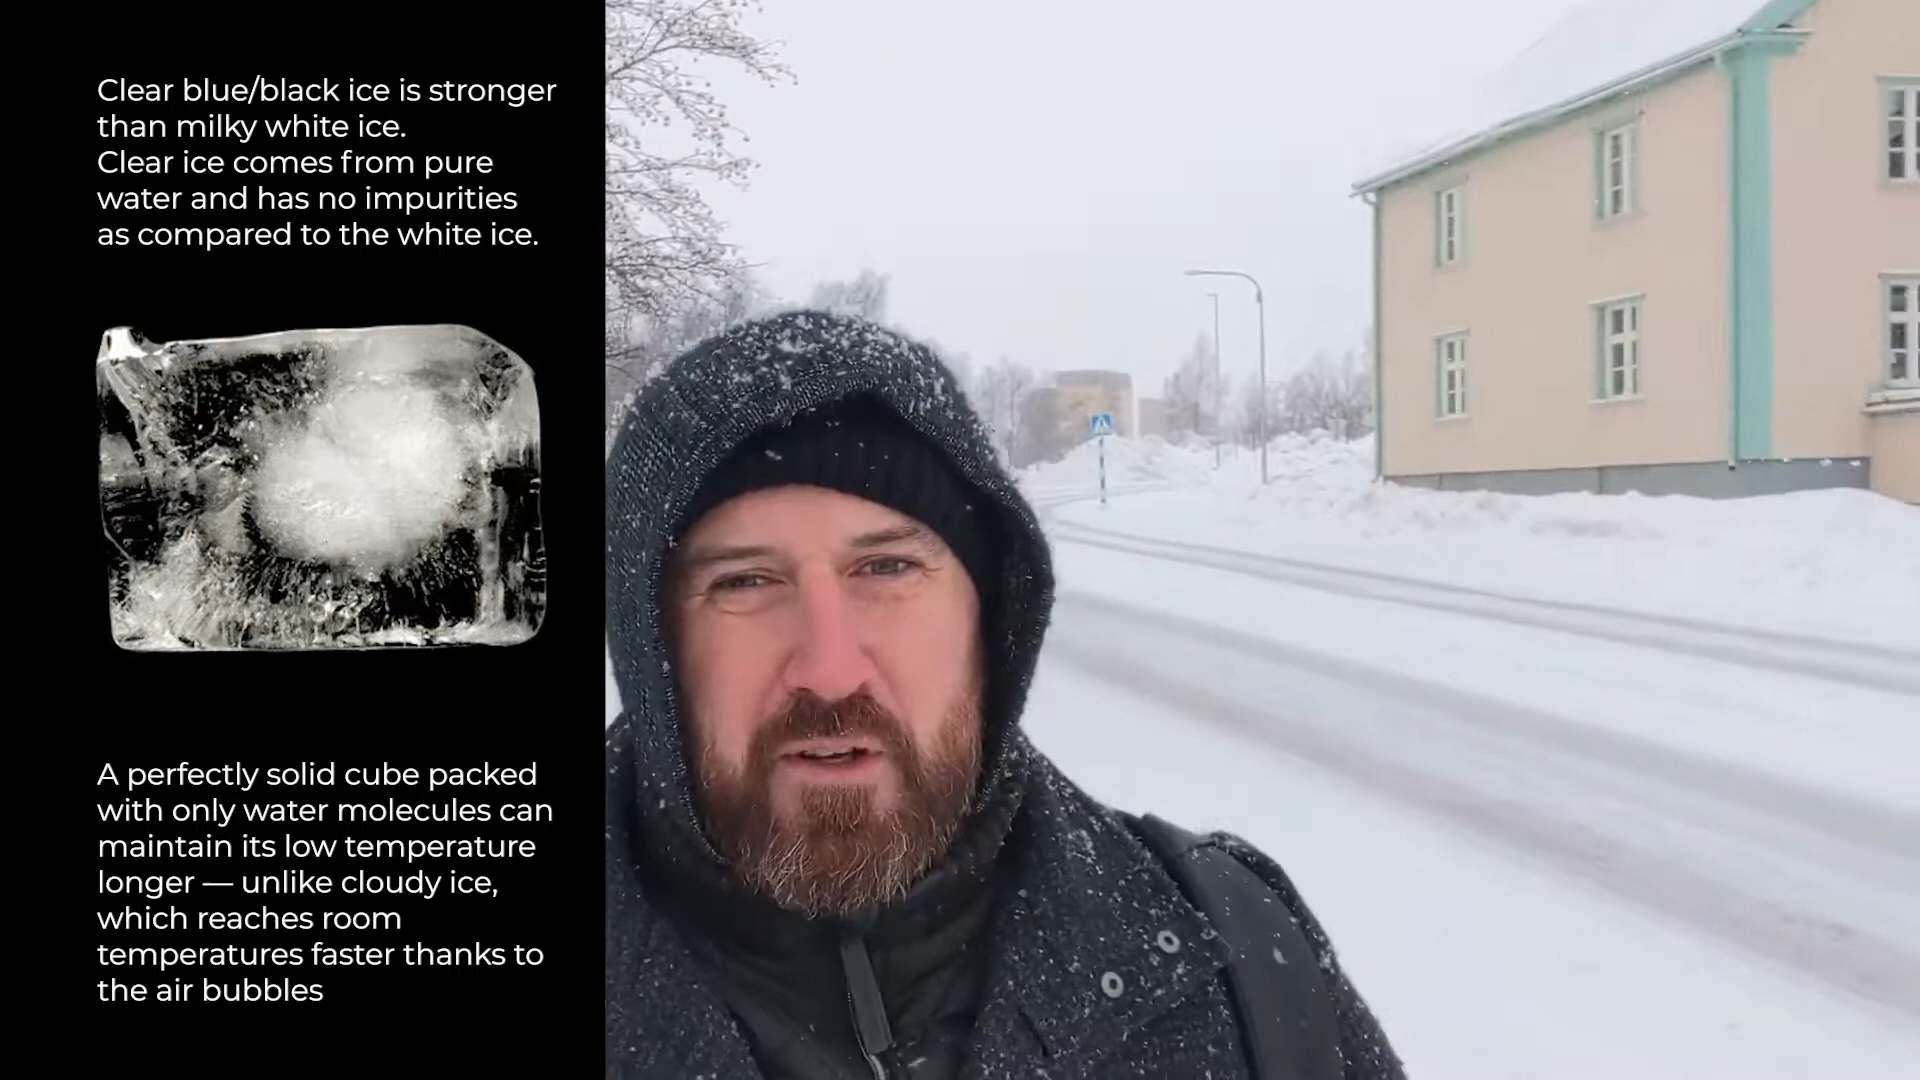 Clear blue/black ice is stronger
than milky white ice.
Clear ice comes from pure
water and has no impurities
as compared to the white ice.
A perfectly solid cube packed
with only water molecules can
maintain its low temperature
longer — unlike cloudy ice,
which reaches room
temperatures faster thanks to
the air bubbles